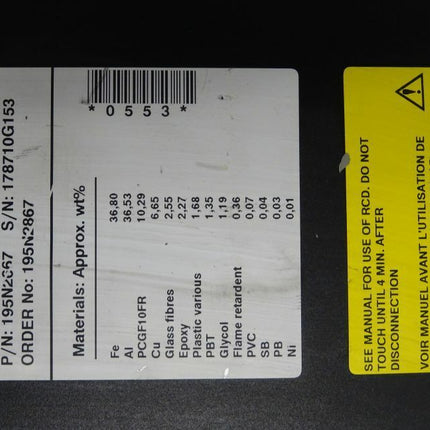 P/N: 195N2867 S/N: 178710G153
ORDER No: 195N2867
*0553*
Materials: Approx. wt%
Fe 36,80
Al 36,53
PCGF10FR 10,29
Cu 6,65
Glass fibres 2,55
Epoxy 2,27
Plastic various 1,68
PBT 1,35
Glycol 1,19
Flame retardent 0,36
PVC 0,07
SB 0,04
PB 0,03
Ni 0,01
SEE MANUAL FOR USE OF RCD. DO NOT
TOUCH UNTIL 4 MIN. AFTER
DISCONNECTION
VOIR MANUEL AVANT L'UTILISATION DE